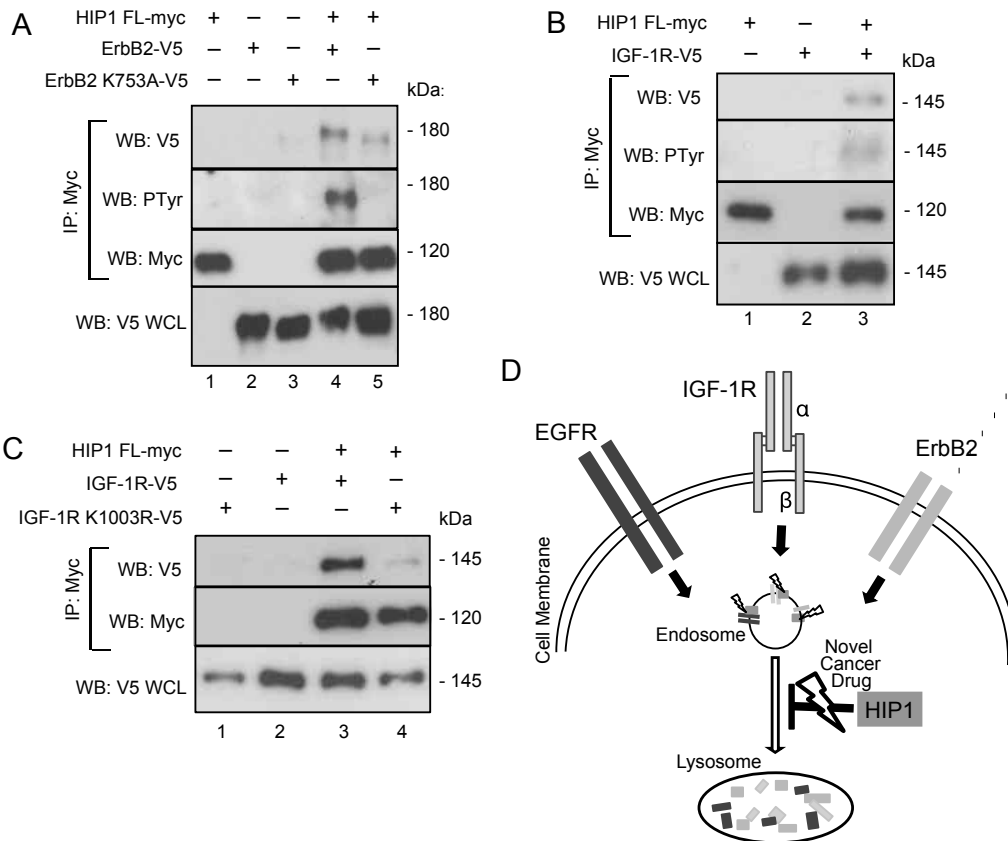 A
HIP1 FL-myc + − − + −
ErbB2-V5 − + − + −
ErbB2 K753A-V5 − − + − +
kDa:
IP: Myc
WB: V5 - 180
WB: PTyr - 180
WB: Myc - 120
WB: V5 WCL - 180
1 2 3 4 5
B
HIP1 FL-myc + − +
IGF-1R-V5 − + +
kDa
IP: Myc
WB: V5 - 145
WB: PTyr - 145
WB: Myc - 120
WB: V5 WCL - 145
1 2 3
C
HIP1 FL-myc − − + +
IGF-1R-V5 − + + −
IGF-1R K1003R-V5 + − − +
kDa
IP: Myc
WB: V5 - 145
WB: Myc - 120
WB: V5 WCL - 145
1 2 3 4
D
IGF-1R
α
EGFR
ErbB2
β
Cell Membrane
Endosome
Novel
Cancer
Drug
HIP1
Lysosome